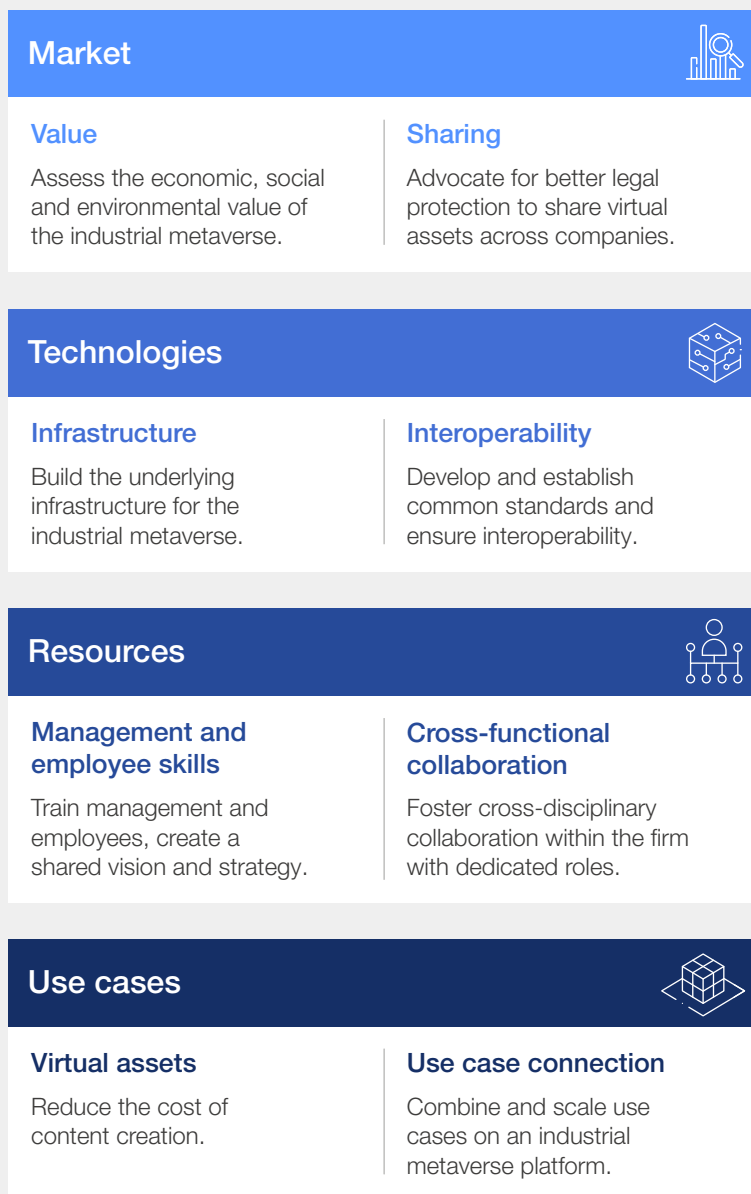 Market
Value
Assess the economic, social
and environmental value of
the industrial metaverse.
Sharing
Advocate for better legal
protection to share virtual
assets across companies.
Technologies
Infrastructure
Build the underlying
infrastructure for the
industrial metaverse.
Interoperability
Develop and establish
common standards and
ensure interoperability.
Resources
Management and
employee skills
Train management and
employees, create a
shared vision and strategy.
Cross-functional
collaboration
Foster cross-disciplinary
collaboration within the firm
with dedicated roles.
Use cases
Virtual assets
Reduce the cost of
content creation.
Use case connection
Combine and scale use
cases on an industrial
metaverse platform.